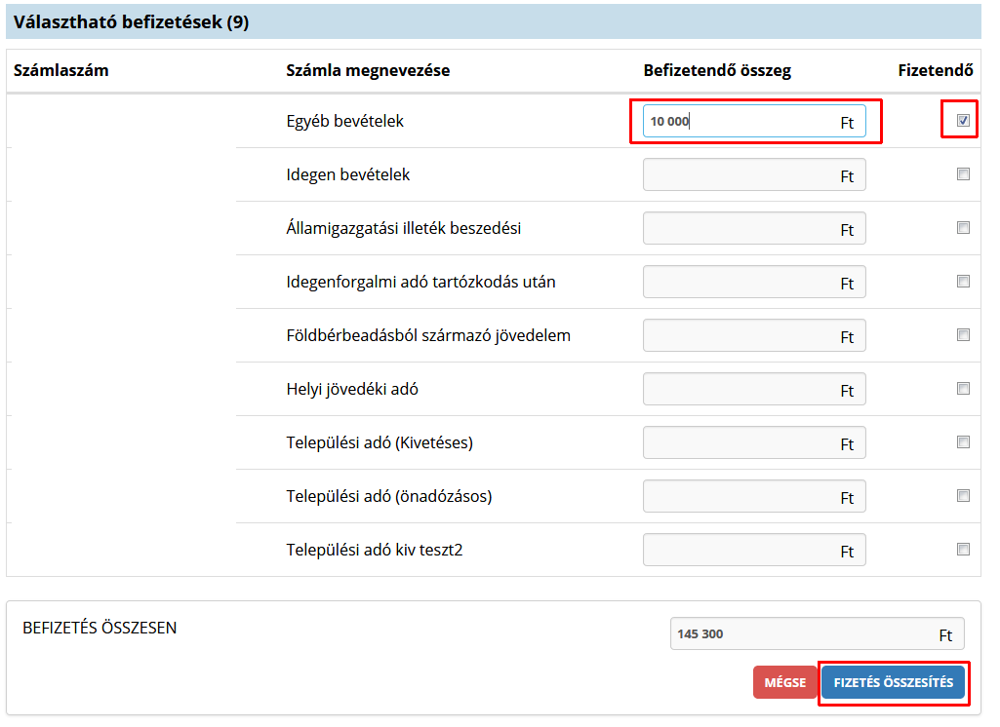 Választható befizetések (9)
Számlaszám Számla megnevezése Befizetendő összeg Fizetendő
Egyéb bevételek 10 000 Ft
Idegen bevételek Ft
Államigazgatási illeték beszedési Ft
Idegenforgalmi adó tartózkodás után Ft
Földbérbeadásból származó jövedelem Ft
Helyi jövedéki adó Ft
Települési adó (Kivetéses) Ft
Települési adó (önadózásos) Ft
Települési adó kiv teszt2 Ft
BEFIZETÉS ÖSSZESEN 145 300 Ft
MÉGSE FIZETÉS ÖSSZESÍTÉS